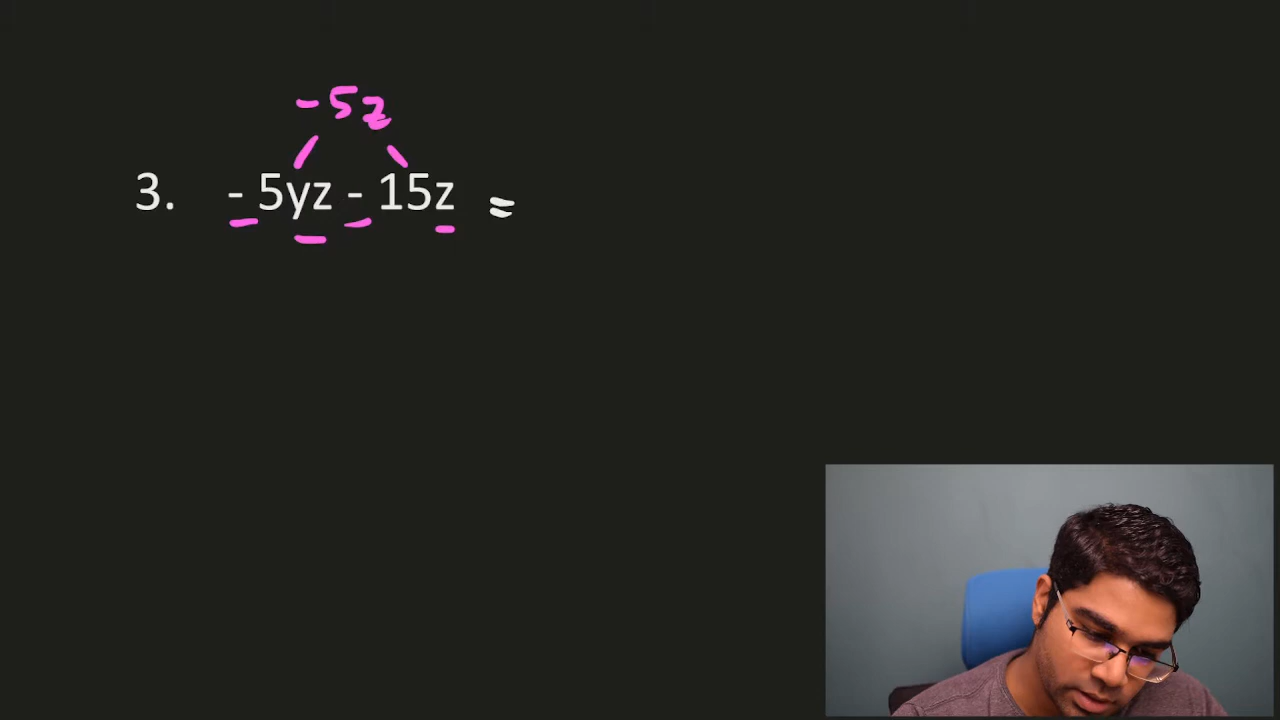 -5z
3. - 5yz - 15z =